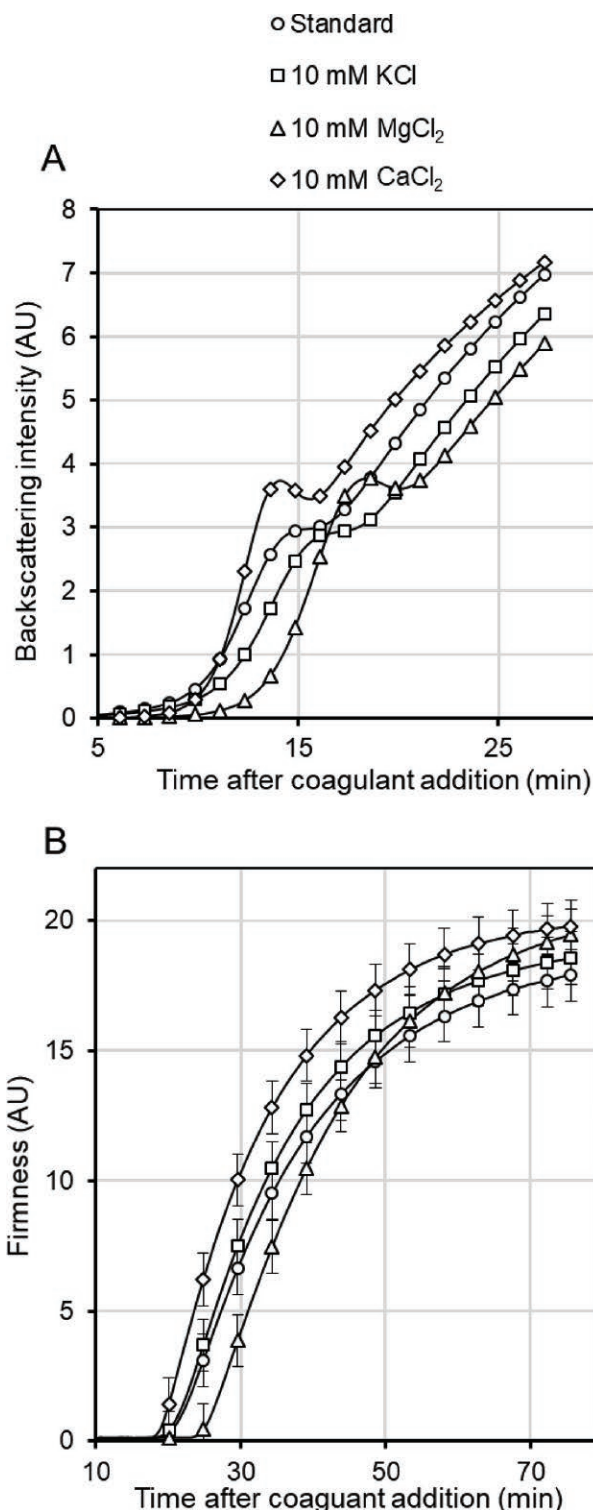 Standard
10 mM KCl
10 mM MgCl₂
10 mM CaCl₂
A
8
7
6
5
4
3
2
1
0
Backscattering intensity (AU)
5 15 25
Time after coagulant addition (min)
B
20
15
10
5
0
Firmness (AU)
10 30 50 70
Time after coaguant addition (min)